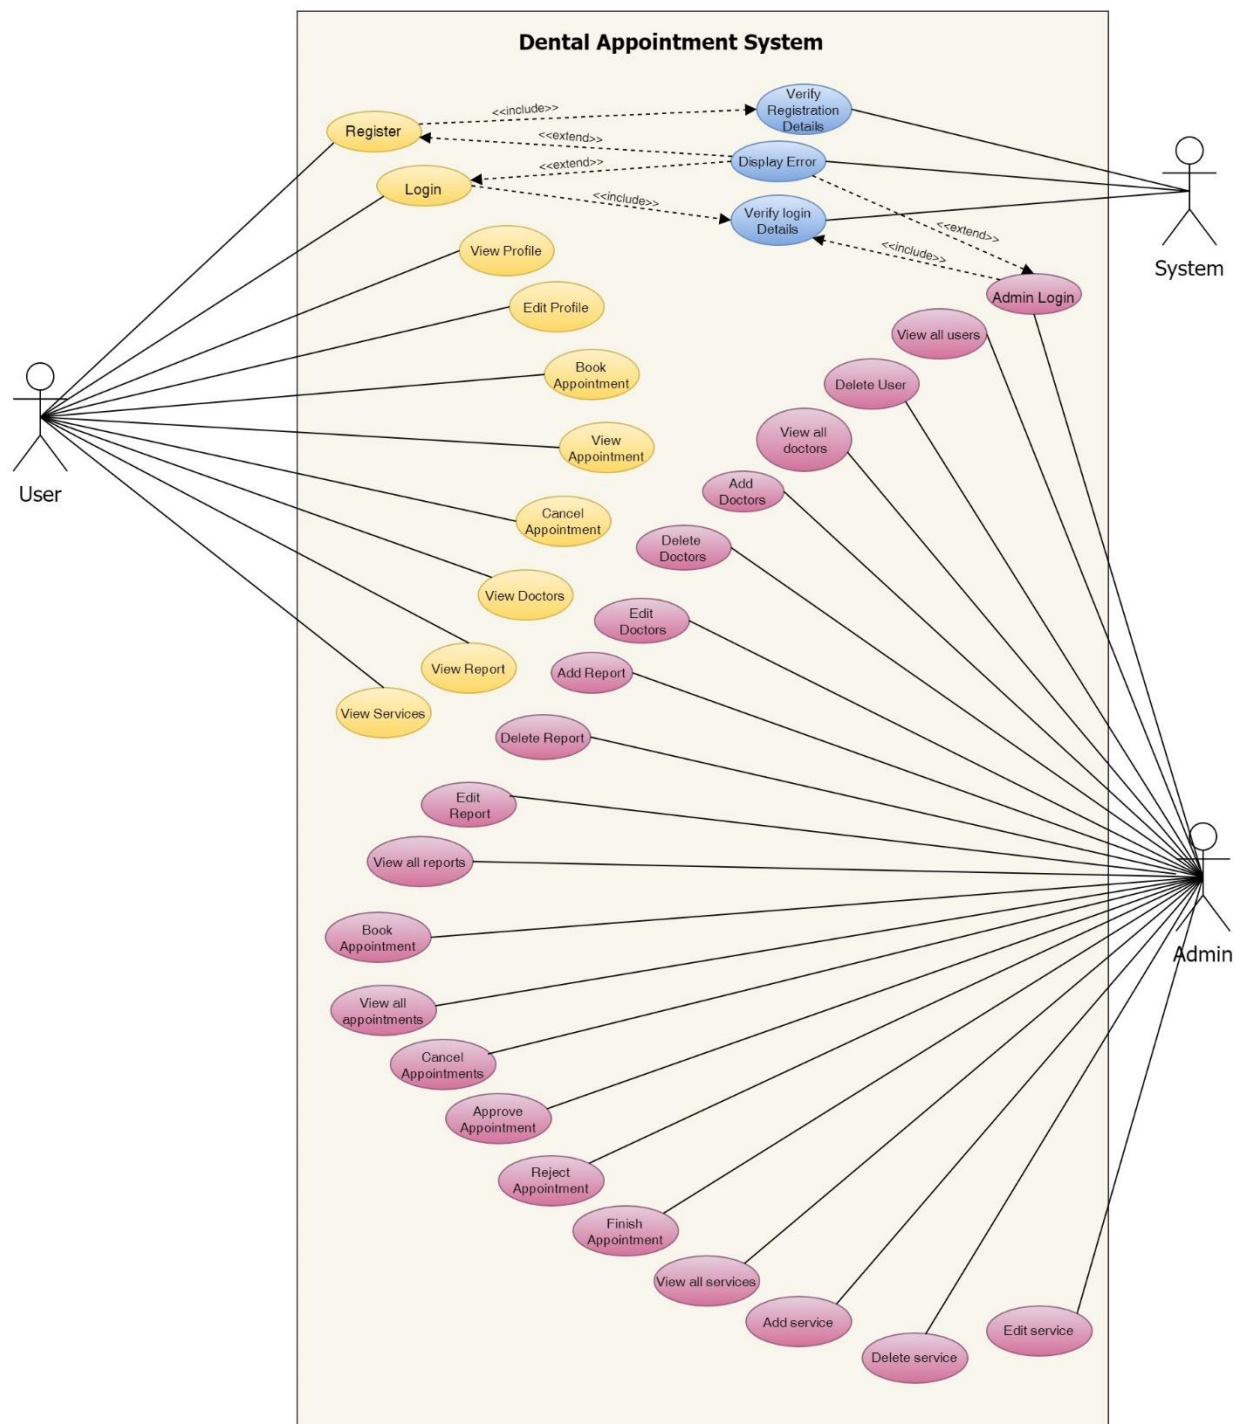 Dental Appointment System
Verify
Registration
Details
<<include>>
Register
<<extend>>
Display Error
<<extend>>
Login
<<include>>
Verify login
Details
<<extend>>
<<include>>
System
View Profile
Admin Login
Edit Profile
View all users
Book
Appointment
Delete User
View
Appointment
View all
doctors
User
Add
Doctors
Cancel
Appointment
Delete
Doctors
View Doctors
Edit
Doctors
View Report
Add Report
View Services
Delete Report
Edit
Report
View all reports
Book
Appointment
Admin
View all
appointments
Cancel
Appointments
Approve
Appointment
Reject
Appointment
Finish
Appointment
View all services
Add service
Edit service
Delete service